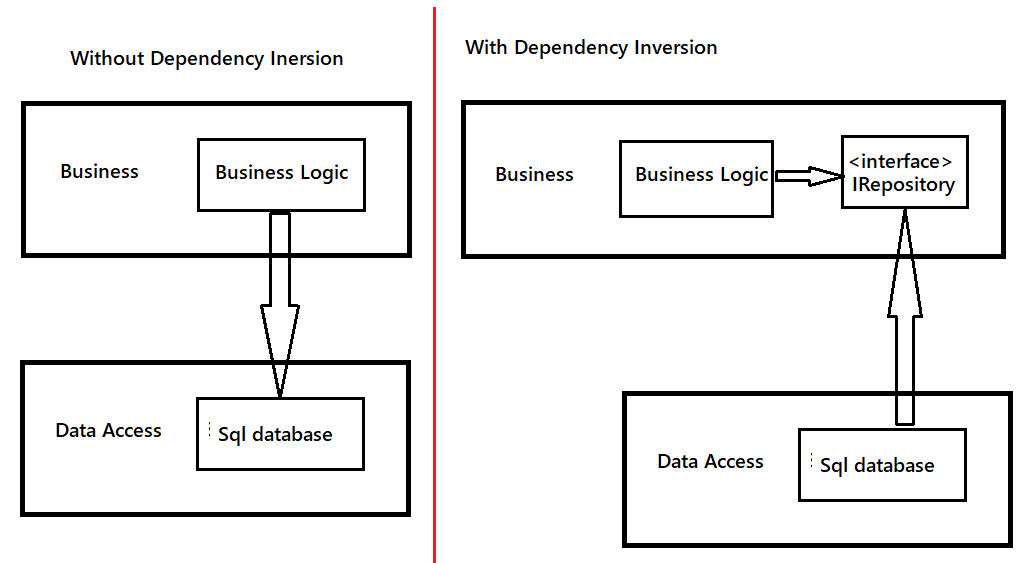 Without Dependency Inersion
Business
Business Logic
Data Access
Sql database
With Dependency Inversion
Business
Business Logic
<interface>
IRepository
Data Access
Sql database